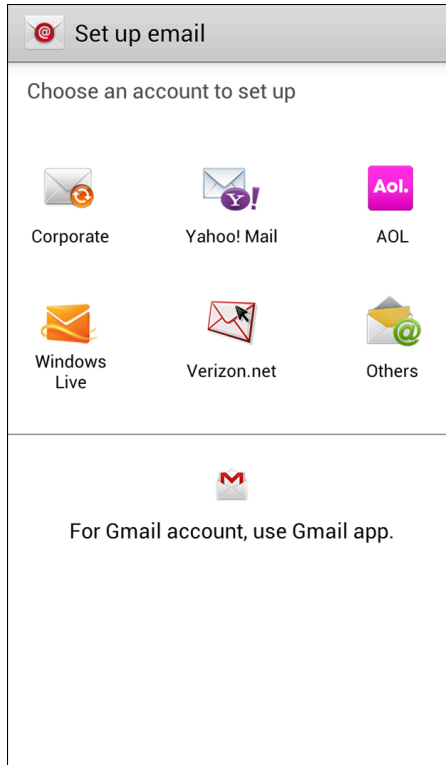 Set up email
Choose an account to set up
Aol.
Corporate
Yahoo! Mail
AOL
Windows
Live
Verizon.net
Others
For Gmail account, use Gmail app.